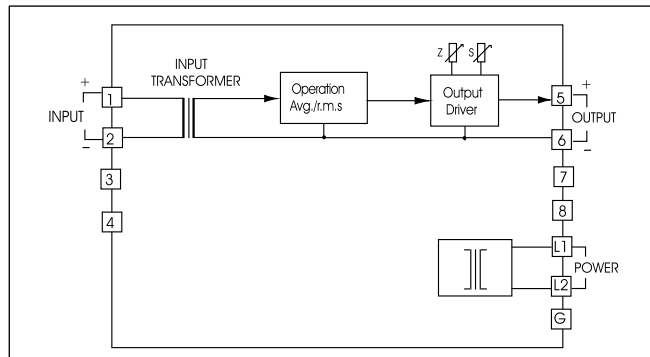 INPUT
TRANSFORMER
Z S
Operation
Avg./r.m.s
Output
Driver
+
1
INPUT
2
−
3
4
5
+
OUTPUT
6
−
7
8
L1
POWER
L2
G